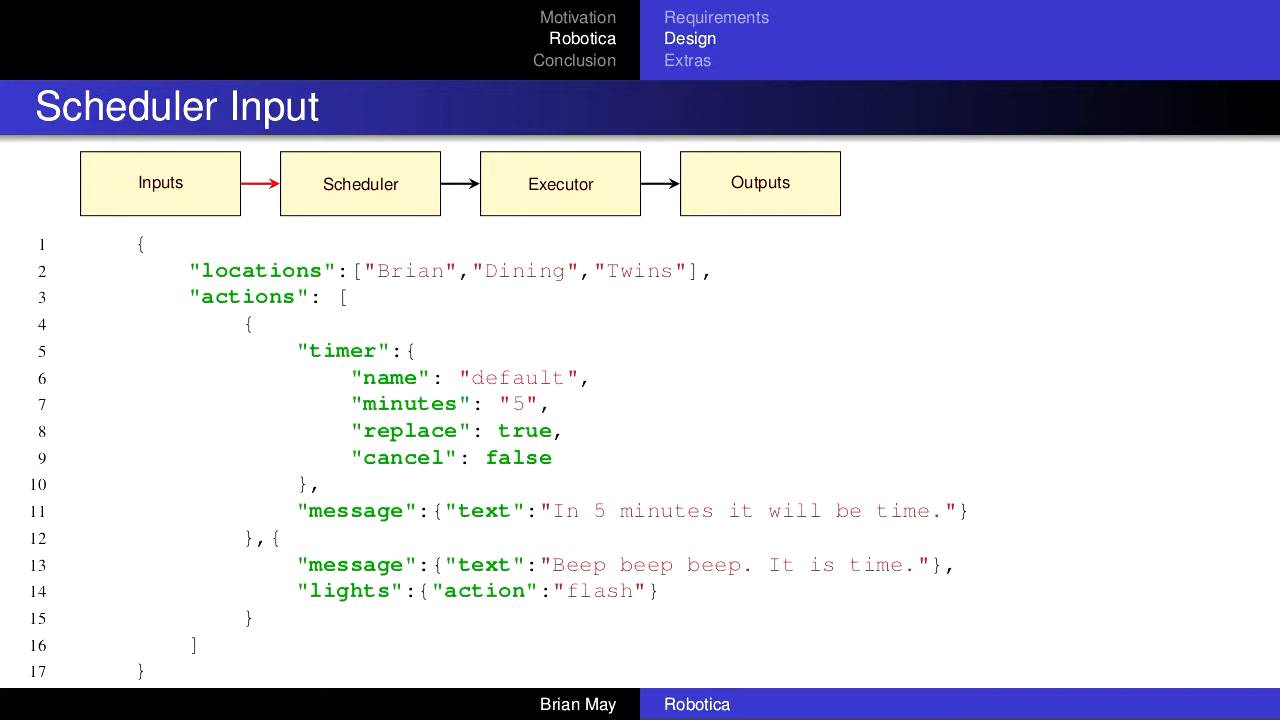 Motivation
Robotica
Conclusion
Requirements
Design
Extras
Scheduler Input
Inputs Scheduler Executor Outputs
1 {
2 "locations":["Brian","Dining","Twins"],
3 "actions": [
4 {
5 "timer":{
6 "name": "default",
7 "minutes": "5",
8 "replace": true,
9 "cancel": false
10 },
11 "message":{"text":"In 5 minutes it will be time."}
12 },{
13 "message":{"text":"Beep beep beep. It is time."},
14 "lights":{"action":"flash"}
15 }
16 ]
17 }
Brian May Robotica